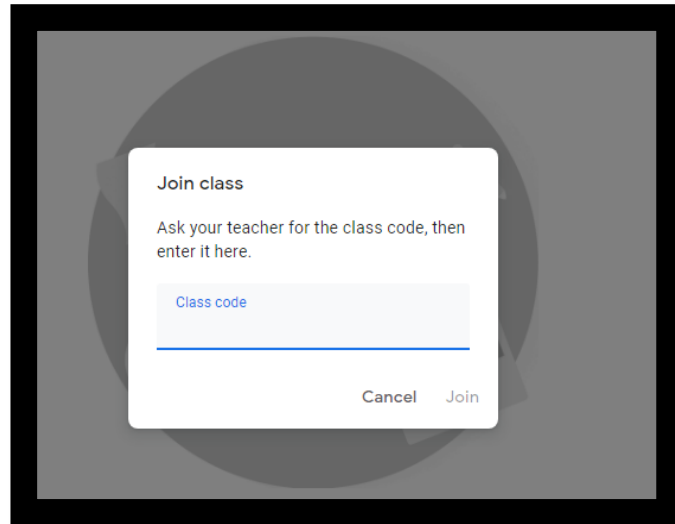 Join class
Ask your teacher for the class code, then
enter it here.
Class code
Cancel Join